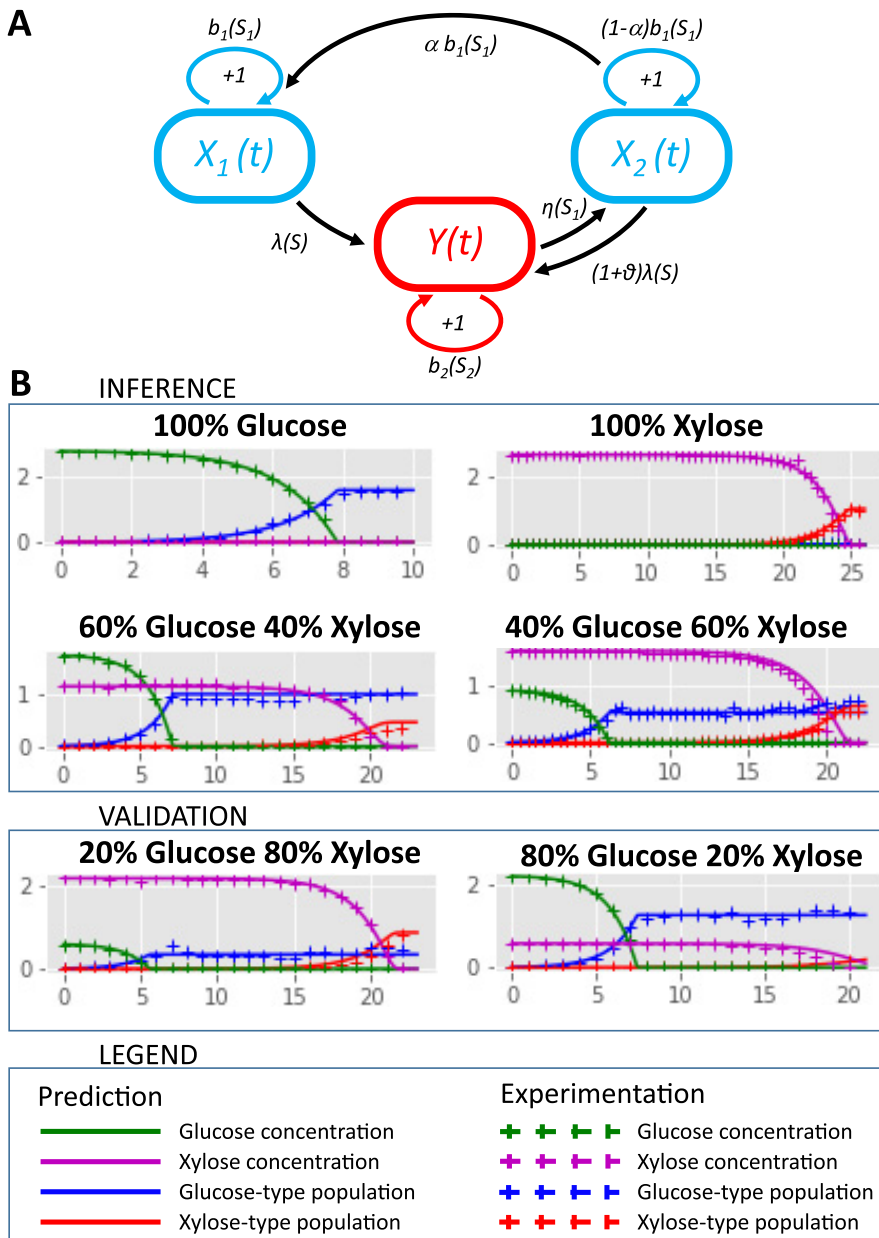 A
b₁(S₁)
α b₁(S₁)
(1-α)b₁(S₁)
+1
+1
X₁(t)
X₂(t)
η(S₁)
λ(S)
Y(t)
(1+ϑ)λ(S)
+1
b₂(S₂)
B
INFERENCE
100% Glucose
100% Xylose
2
0
0 2 4 6 8 10
2
0
0 5 10 15 20 25
60% Glucose 40% Xylose
40% Glucose 60% Xylose
1
0
0 5 10 15 20
1
0
0 5 10 15 20
VALIDATION
20% Glucose 80% Xylose
80% Glucose 20% Xylose
2
0
0 5 10 15 20
2
0
0 5 10 15 20
LEGEND
Prediction
Glucose concentration
Xylose concentration
Glucose-type population
Xylose-type population
Experimentation
Glucose concentration
Xylose concentration
Glucose-type population
Xylose-type population